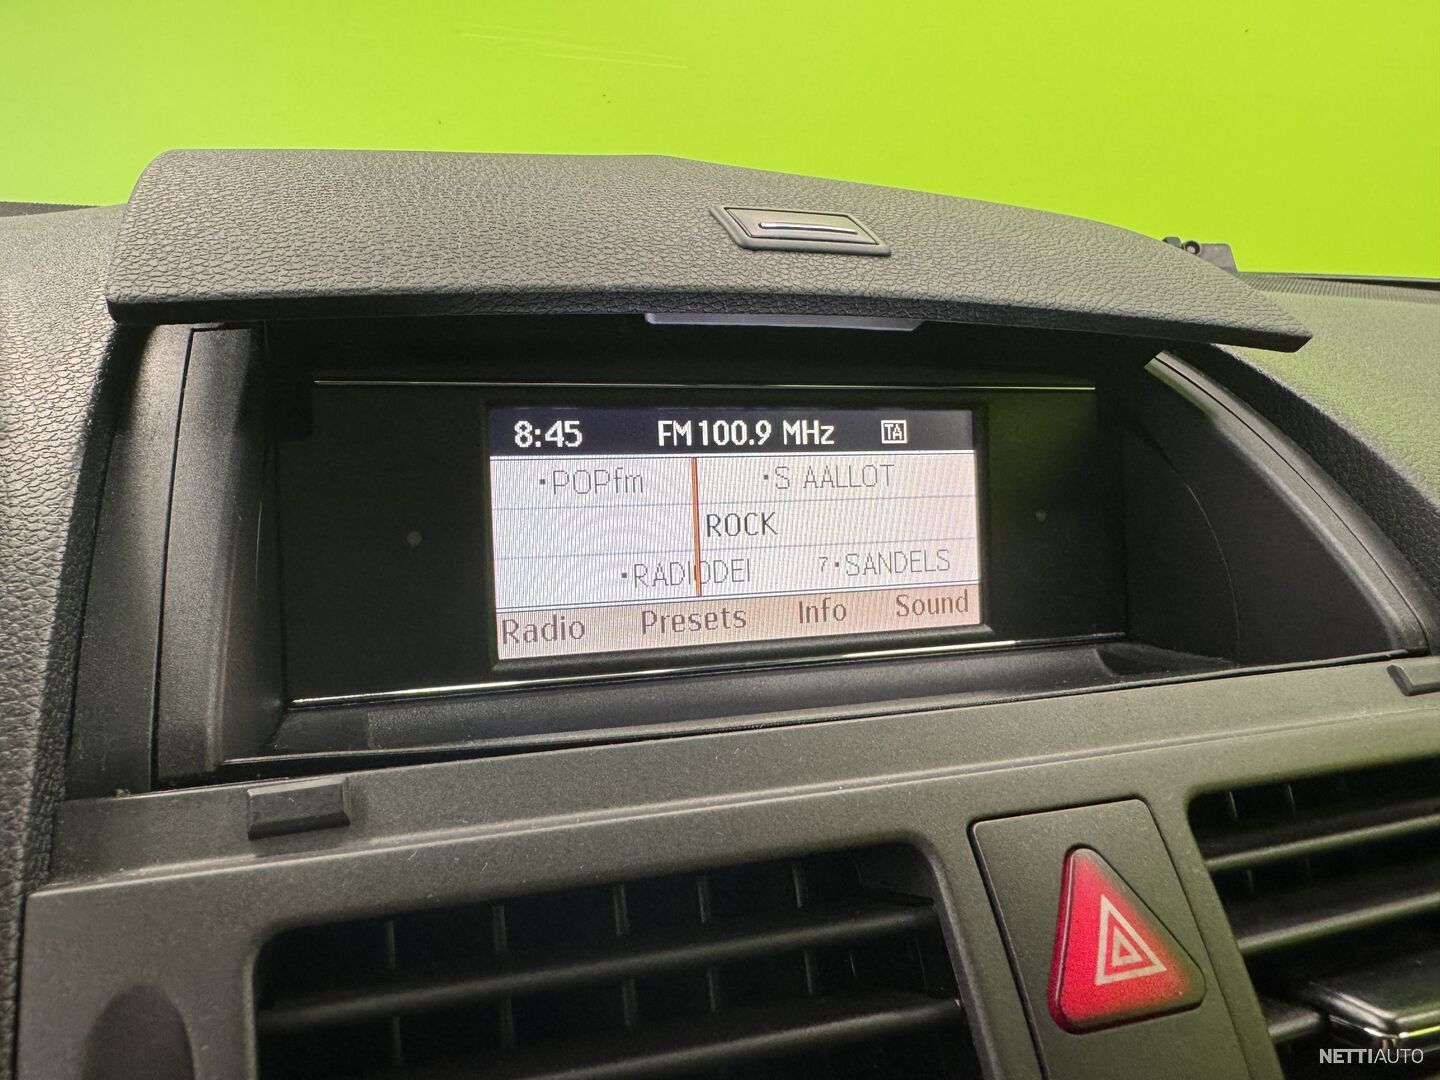 8:45 FM 100.9 MHz TA
•POPfm •S AALLOT
ROCK
•RADIODEI 7•SANDELS
Radio Presets Info Sound
NETTIAUTO